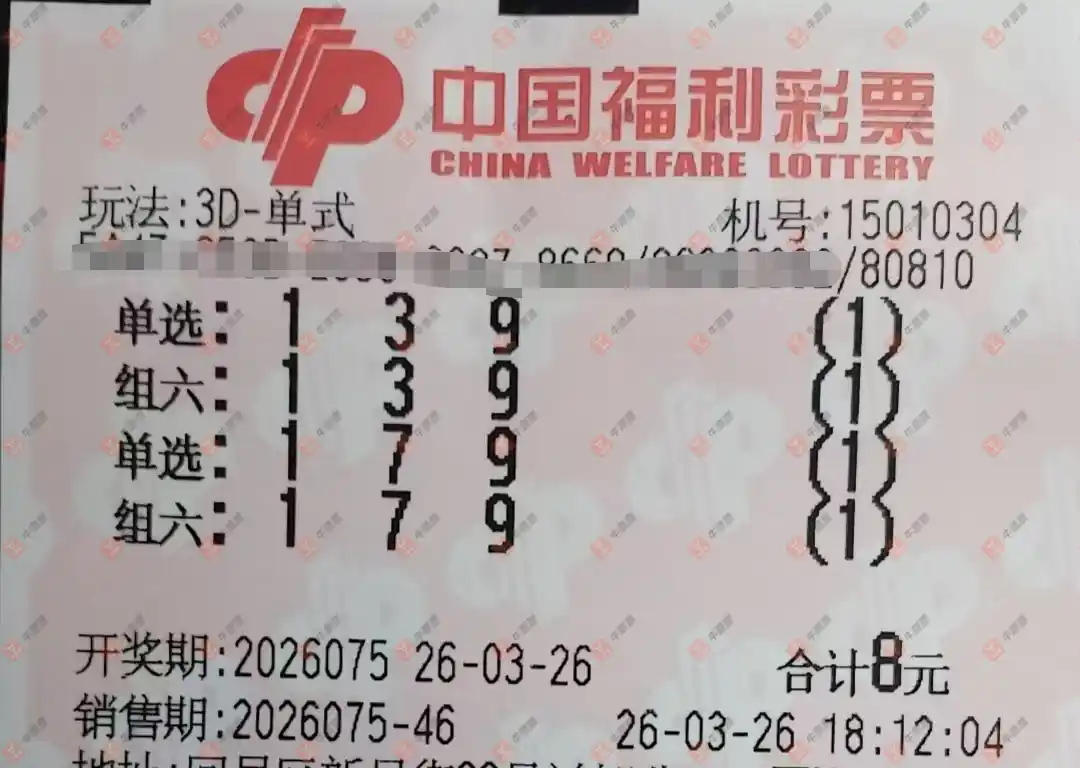 中国福利彩票
CHINA WELFARE LOTTERY
玩法:3D-单式 机号:15010304
/80810
单选: 1 3 9 (1)
组六: 1 3 9 (1)
单选: 1 7 9 (1)
组六: 1 7 9 (1)
开奖期:2026075 26-03-26 合计8元
销售期:2026075-46 26-03-26 18:12:04